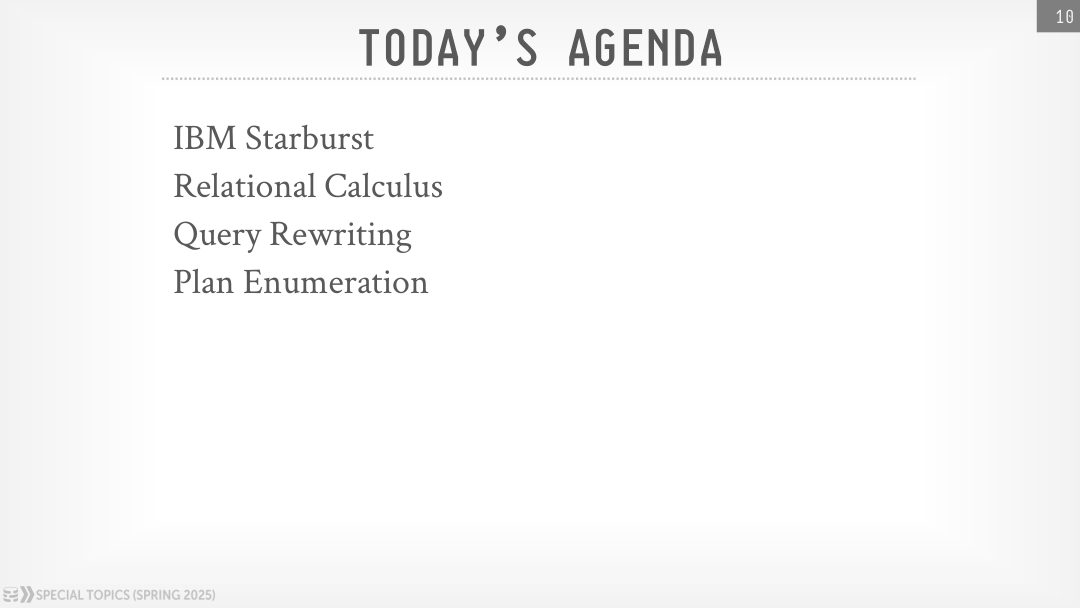 10
TODAY’S AGENDA
IBM Starburst
Relational Calculus
Query Rewriting
Plan Enumeration
SPECIAL TOPICS (SPRING 2025)